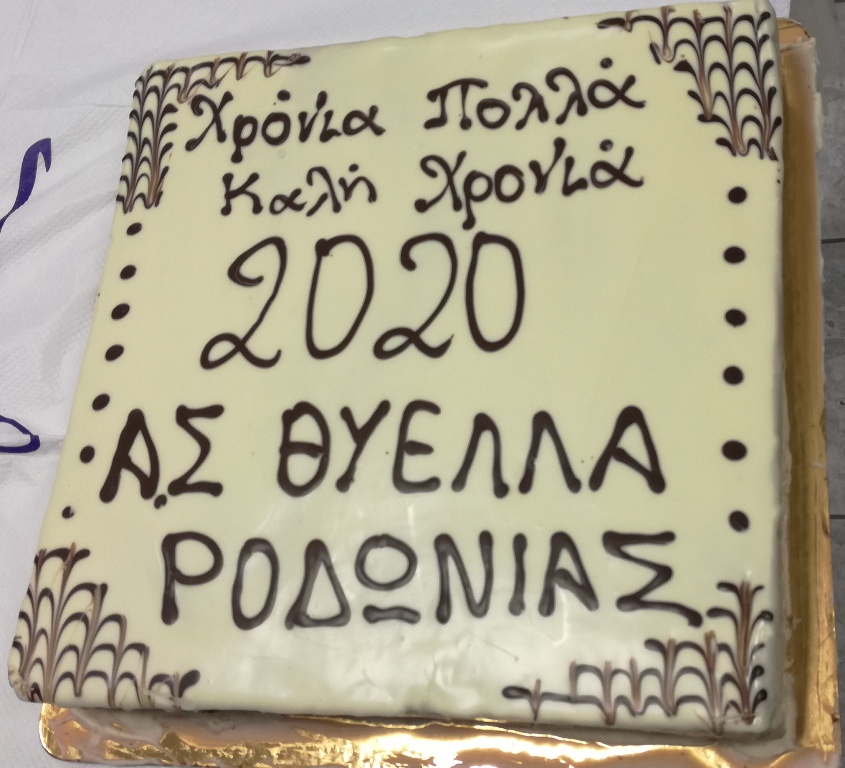 Χρόνια Πολλά
Καλή Χρονιά
2020
Α.Σ ΘΥΕΛΛΑ
ΡΟΔΩΝΙΑΣ